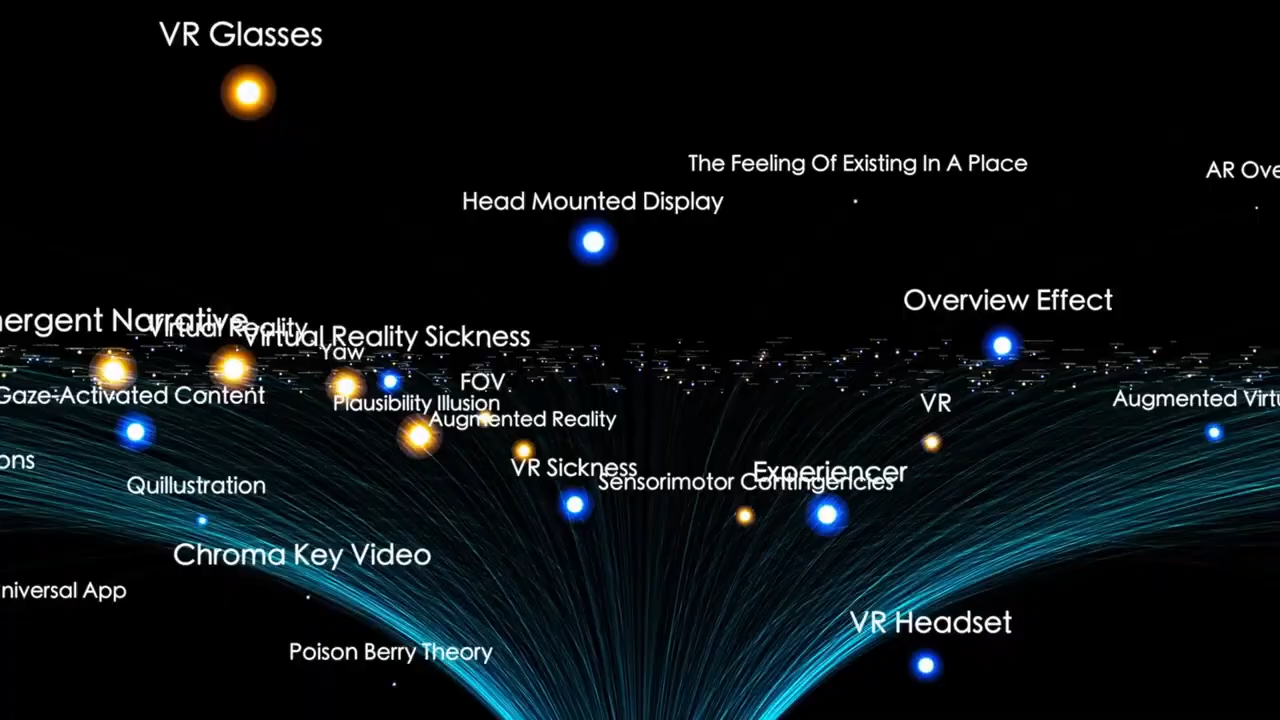 VR Glasses
The Feeling Of Existing In A Place
AR Ove
Head Mounted Display
Overview Effect
nergent Narrative
Virtual Reality
Virtual Reality Sickness
Yaw
FOV
Gaze-Activated Content
Plausibility Illusion
VR
Augmented Virtu
Augmented Reality
ons
VR Sickness
Experiencer
Sensorimotor Contingencies
Quillustration
Chroma Key Video
niversal App
VR Headset
Poison Berry Theory